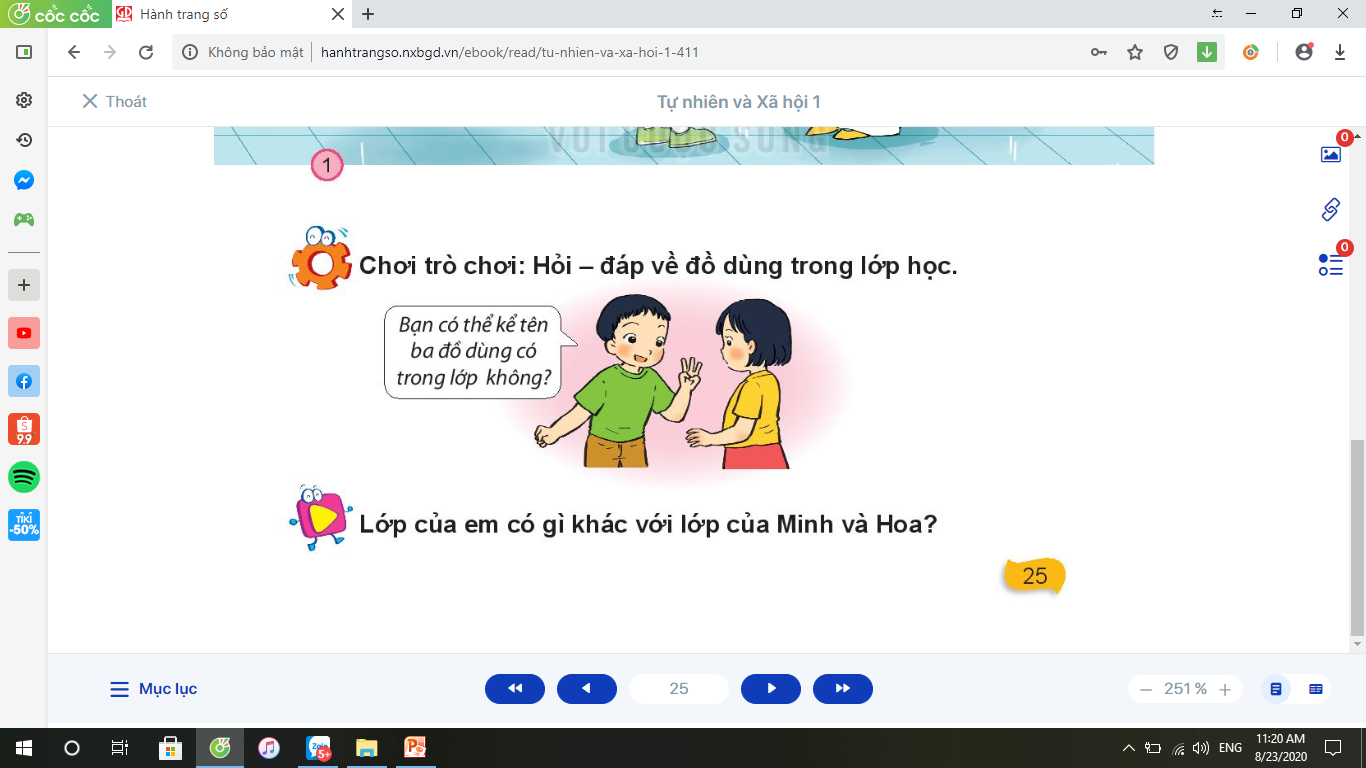 cốc cốc
Hành trang số
Không bảo mật
hanhtrangso.nxbgd.vn/ebook/read/tu-nhien-va-xa-hoi-1-411
Thoát
Tự nhiên và Xã hội 1
0
1
Chơi trò chơi: Hỏi – đáp về đồ dùng trong lớp học.
0
Bạn có thể kể tên
ba đồ dùng có
trong lớp không?
S
9.9
TIKI
-50%
Lớp của em có gì khác với lớp của Minh và Hoa?
25
Mục lục
25
251 %
Zalo
5+
ENG
11:20 AM
8/23/2020